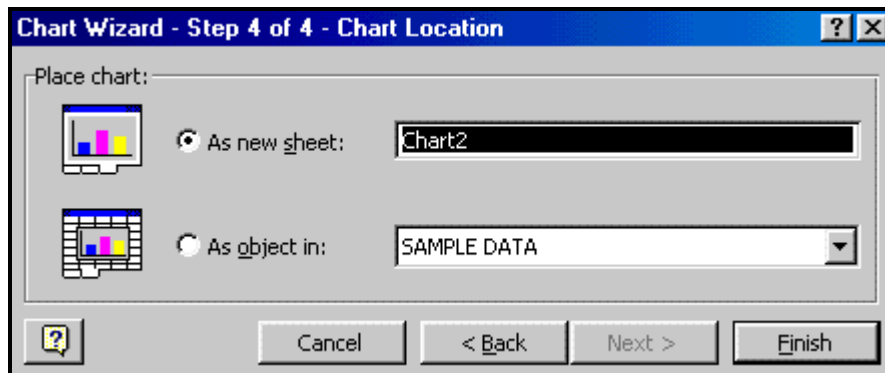 Chart Wizard - Step 4 of 4 - Chart Location
Place chart:
As new sheet: Chart2
As object in: SAMPLE DATA
Cancel < Back Next > Finish